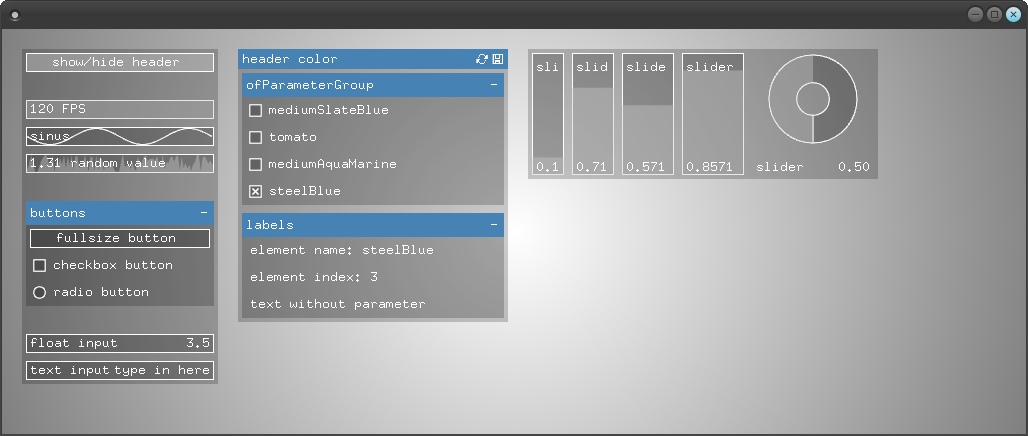 show/hide header
120 FPS
sinus
1.31 random value
buttons
-
fullsize button
checkbox button
radio button
float input 3.5
text input type in here
header color
ofParameterGroup
-
mediumSlateBlue
tomato
mediumAquaMarine
steelBlue
labels
-
element name: steelBlue
element index: 3
text without parameter
sli slid slide slider
0.1 0.71 0.571 0.8571
slider 0.50